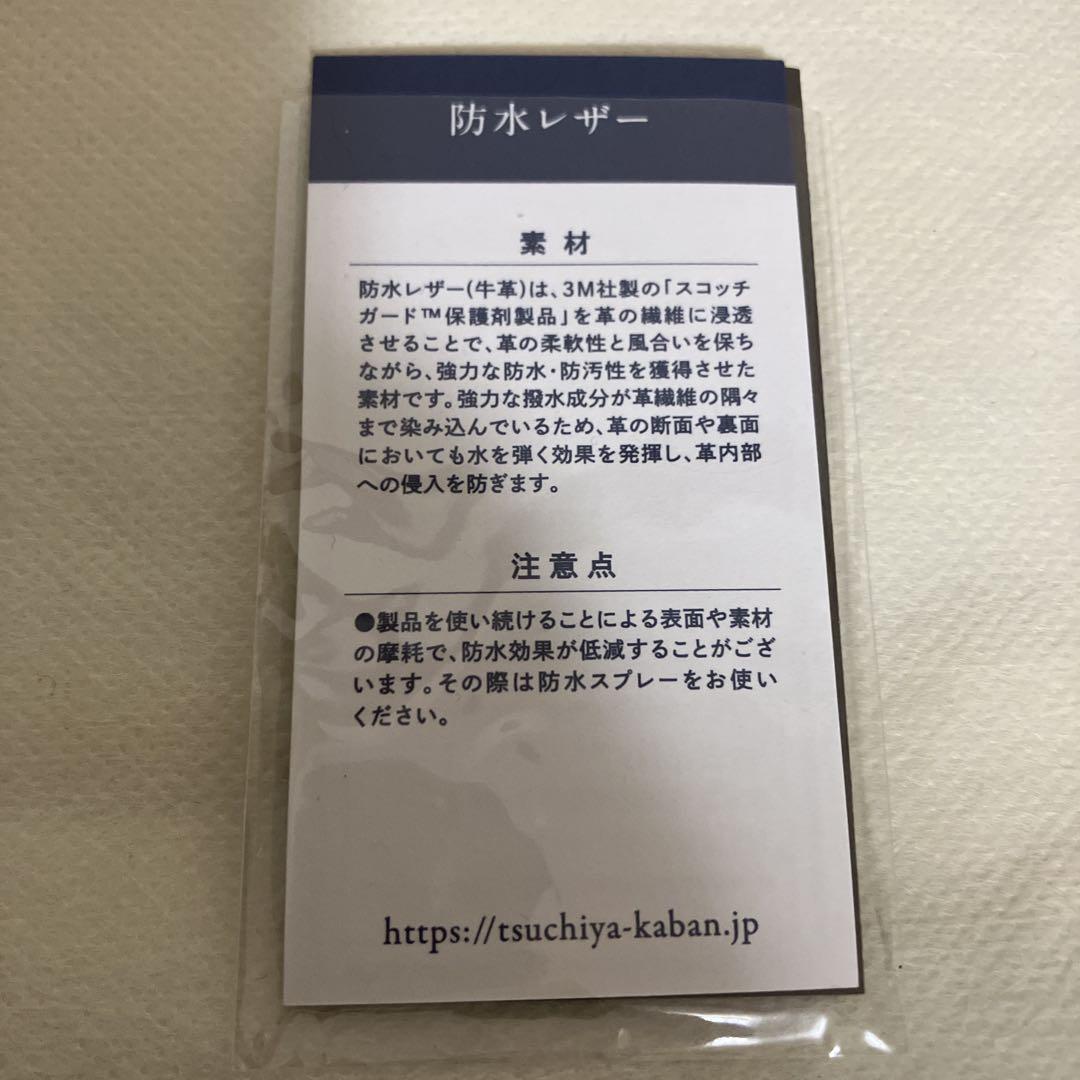 防水レザー
素材
防水レザー(牛革)は、3M社製の「スコッチ
ガード™保護剤製品」を革の繊維に浸透
させることで、革の柔軟性と風合いを保ち
ながら、強力な防水・防汚性を獲得させた
素材です。強力な撥水成分が革繊維の隅々
まで染み込んでいるため、革の断面や裏面
においても水を弾く効果を発揮し、革内部
への侵入を防ぎます。
注意点
●製品を使い続けることによる表面や素材
の摩耗で、防水効果が低減することがござ
います。その際は防水スプレーをお使い
ください。
https://tsuchiya-kaban.jp